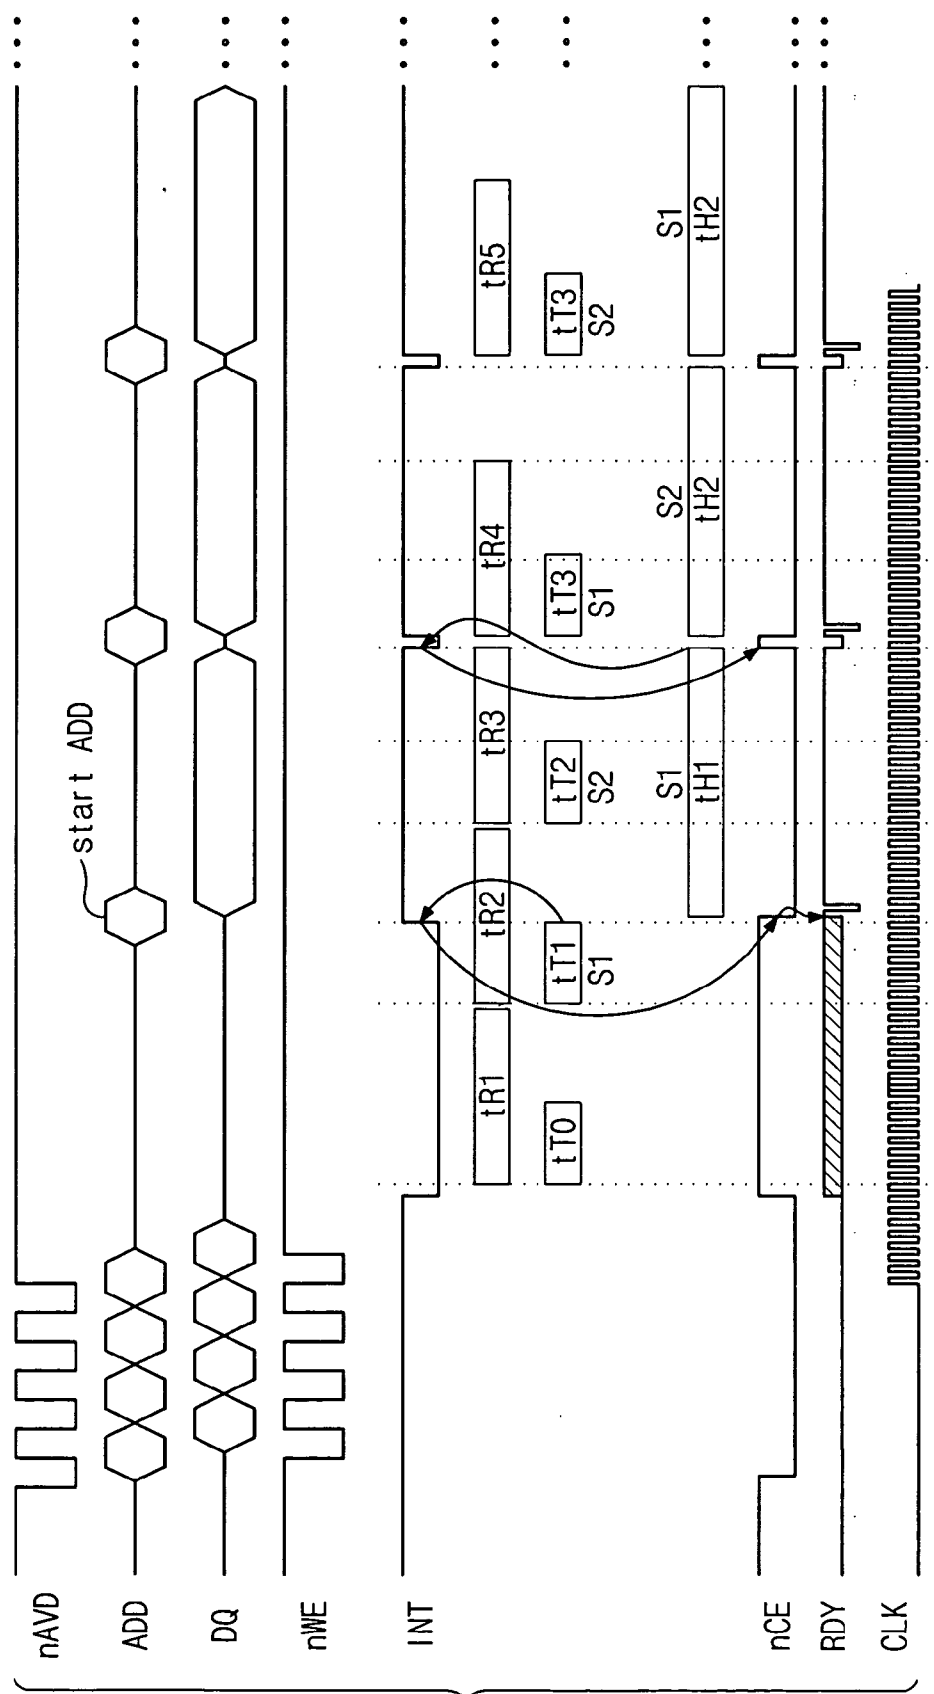 nAVD
ADD
start ADD
DQ
nWE
INT
tR1
tR2
tR3
tR4
tR5
tT0
tT1
tT2
tT3
tT3
S1
S2
S1
S2
S1
S2
S1
tH1
tH2
tH2
nCE
RDY
CLK